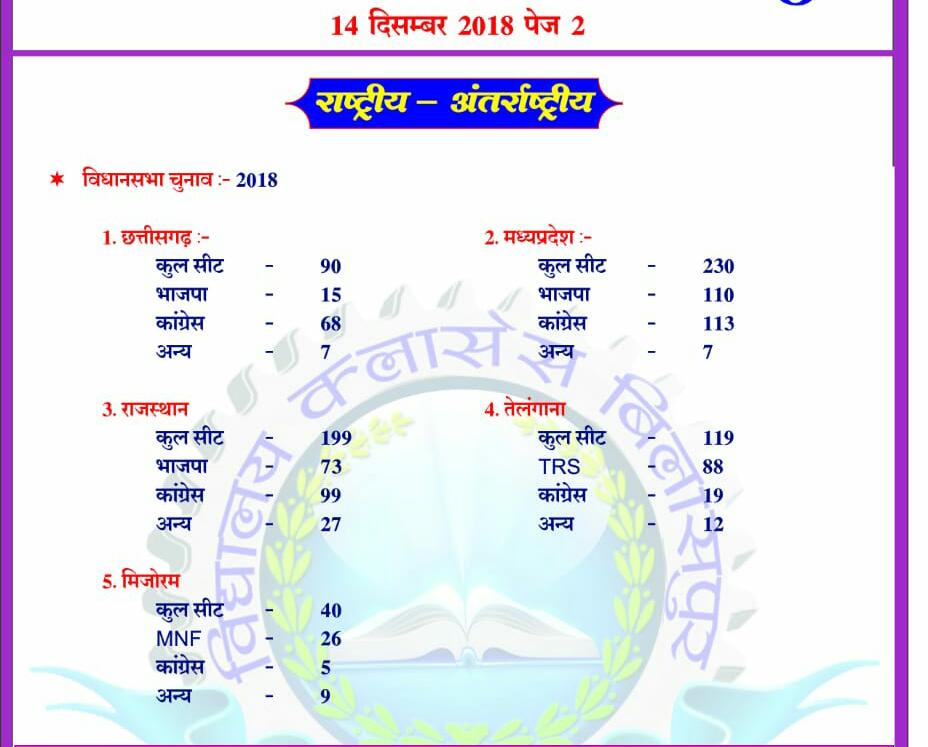 14 दिसम्बर 2018 पेज 2
राष्ट्रीय – अंतर्राष्ट्रीय
✶ विधानसभा चुनाव :- 2018
1. छत्तीसगढ़ :-
कुल सीट - 90
भाजपा - 15
कांग्रेस - 68
अन्य - 7
2. मध्यप्रदेश :-
कुल सीट - 230
भाजपा - 110
कांग्रेस - 113
अन्य - 7
3. राजस्थान
कुल सीट - 199
भाजपा - 73
कांग्रेस - 99
अन्य - 27
4. तेलंगाना
कुल सीट - 119
TRS - 88
कांग्रेस - 19
अन्य - 12
5. मिजोरम
कुल सीट - 40
MNF - 26
कांग्रेस - 5
अन्य - 9
विद्यालय क्लासेस बिलासपुर